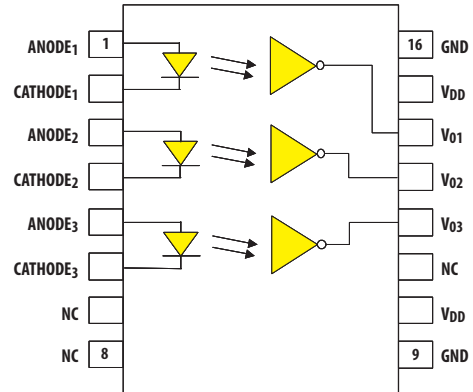 ANODE1 1
CATHODE1
ANODE2
CATHODE2
ANODE3
CATHODE3
NC
NC 8
16 GND
VDD
V01
V02
V03
NC
VDD
9 GND